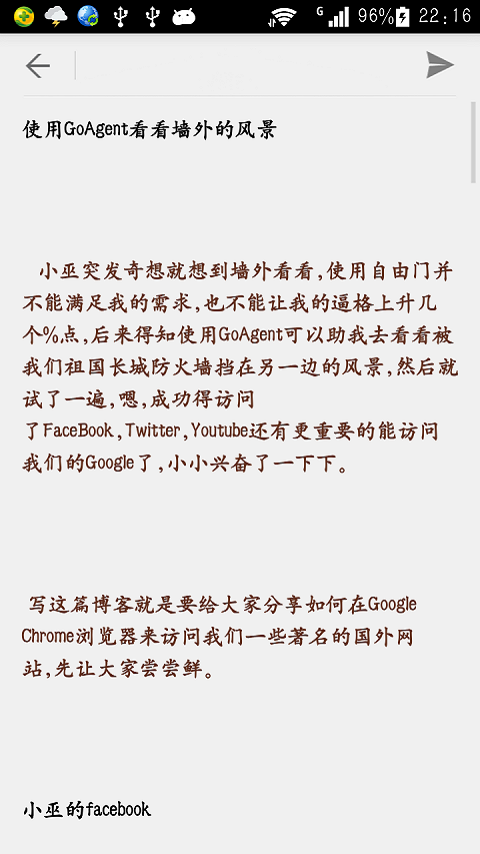 G 96% 22:16
使用GoAgent看看墙外的风景
小巫突发奇想就想到墙外看看,使用自由门并
不能满足我的需求,也不能让我的逼格上升几
个%点,后来得知使用GoAgent可以助我去看看被
我们祖国长城防火墙挡在另一边的风景,然后就
试了一遍,嗯,成功得访问
了FaceBook,Twitter,Youtube还有更重要的能访问
我们的Google了,小小兴奋了一下下。
写这篇博客就是要给大家分享如何在Google
Chrome浏览器来访问我们一些著名的国外网
站,先让大家尝尝鲜。
小巫的facebook